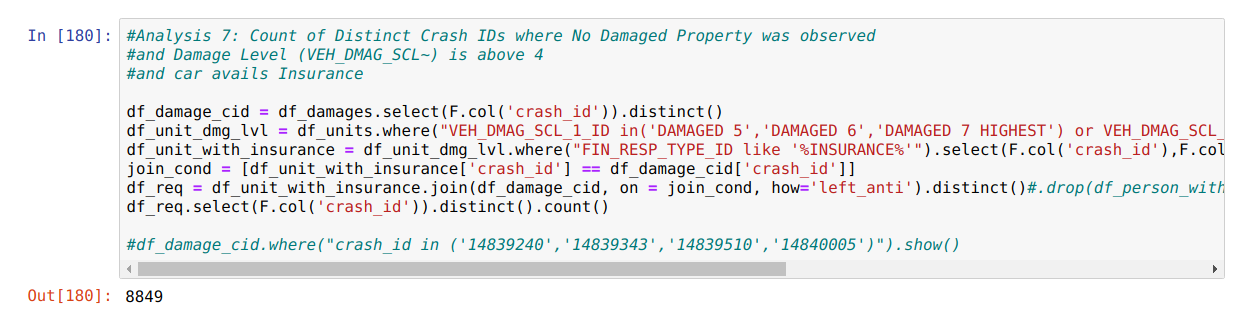 In [180]: #Analysis 7: Count of Distinct Crash IDs where No Damaged Property was observed
#and Damage Level (VEH_DMAG_SCL~) is above 4
#and car avails Insurance
df_damage_cid = df_damages.select(F.col('crash_id')).distinct()
df_unit_dmg_lvl = df_units.where("VEH_DMAG_SCL_1_ID in('DAMAGED 5','DAMAGED 6','DAMAGED 7 HIGHEST') or VEH_DMAG_SCL_
df_unit_with_insurance = df_unit_dmg_lvl.where("FIN_RESP_TYPE_ID like '%INSURANCE%'").select(F.col('crash_id'),F.col
join_cond = [df_unit_with_insurance['crash_id'] == df_damage_cid['crash_id']]
df_req = df_unit_with_insurance.join(df_damage_cid, on = join_cond, how='left_anti').distinct()#.drop(df_person_with
df_req.select(F.col('crash_id')).distinct().count()
#df_damage_cid.where("crash_id in ('14839240','14839343','14839510','14840005')").show()
Out[180]: 8849